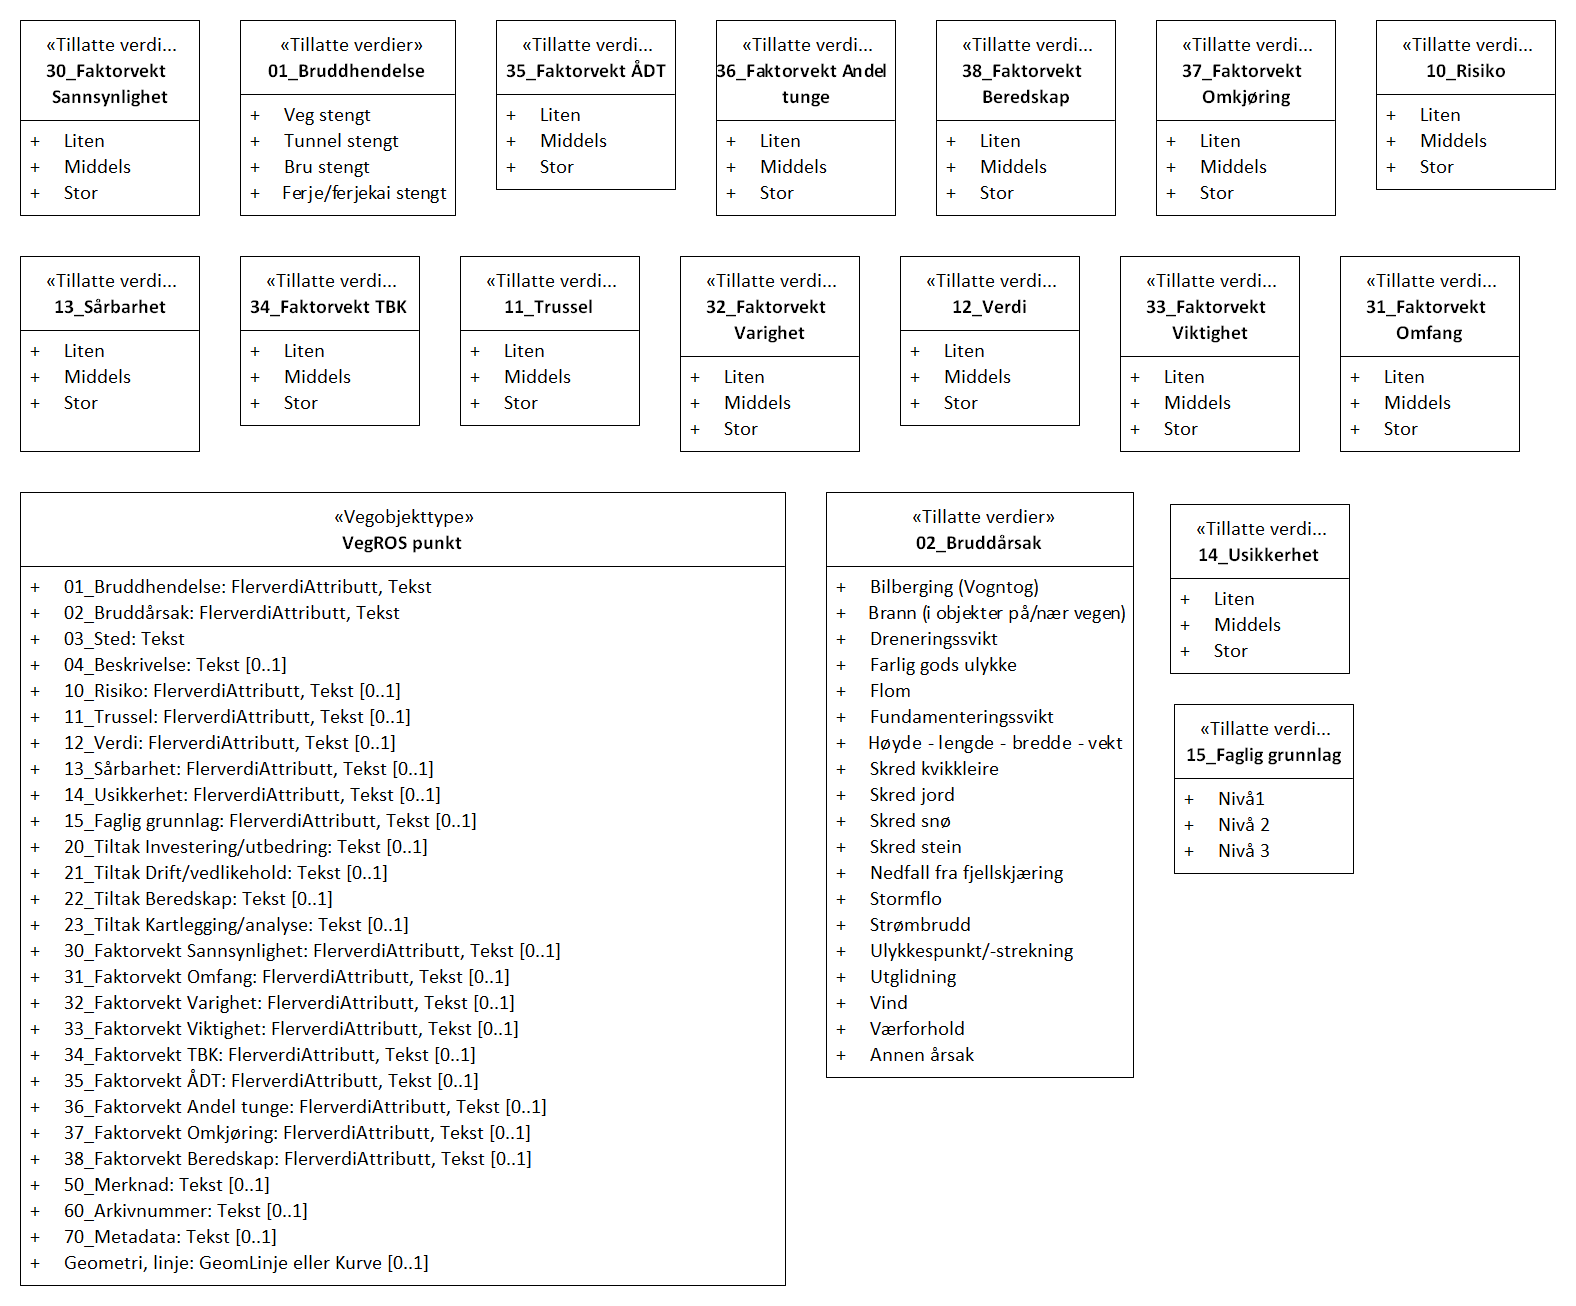 «Tillatte verdi...
30_Faktorvekt
Sannsynlighet
+ Liten
+ Middels
+ Stor
«Tillatte verdier»
01_Bruddhendelse
+ Veg stengt
+ Tunnel stengt
+ Bru stengt
+ Ferje/ferjekai stengt
«Tillatte verdi...
35_Faktorvekt ÅDT
+ Liten
+ Middels
+ Stor
«Tillatte verdi...
36_Faktorvekt Andel
tunge
+ Liten
+ Middels
+ Stor
«Tillatte verdi...
38_Faktorvekt
Beredskap
+ Liten
+ Middels
+ Stor
«Tillatte verdi...
37_Faktorvekt
Omkjøring
+ Liten
+ Middels
+ Stor
«Tillatte verdi...
10_Risiko
+ Liten
+ Middels
+ Stor
«Tillatte verdi...
13_Sårbarhet
+ Liten
+ Middels
+ Stor
«Tillatte verdi...
34_Faktorvekt TBK
+ Liten
+ Middels
+ Stor
«Tillatte verdi...
11_Trussel
+ Liten
+ Middels
+ Stor
«Tillatte verdi...
32_Faktorvekt
Varighet
+ Liten
+ Middels
+ Stor
«Tillatte verdi...
12_Verdi
+ Liten
+ Middels
+ Stor
«Tillatte verdi...
33_Faktorvekt
Viktighet
+ Liten
+ Middels
+ Stor
«Tillatte verdi...
31_Faktorvekt
Omfang
+ Liten
+ Middels
+ Stor
«Vegobjekttype»
VegROS punkt
+ 01_Bruddhendelse: FlerverdiAttributt, Tekst
+ 02_Bruddårsak: FlerverdiAttributt, Tekst
+ 03_Sted: Tekst
+ 04_Beskrivelse: Tekst [0..1]
+ 10_Risiko: FlerverdiAttributt, Tekst [0..1]
+ 11_Trussel: FlerverdiAttributt, Tekst [0..1]
+ 12_Verdi: FlerverdiAttributt, Tekst [0..1]
+ 13_Sårbarhet: FlerverdiAttributt, Tekst [0..1]
+ 14_Usikkerhet: FlerverdiAttributt, Tekst [0..1]
+ 15_Faglig grunnlag: FlerverdiAttributt, Tekst [0..1]
+ 20_Tiltak Investering/utbedring: Tekst [0..1]
+ 21_Tiltak Drift/vedlikehold: Tekst [0..1]
+ 22_Tiltak Beredskap: Tekst [0..1]
+ 23_Tiltak Kartlegging/analyse: Tekst [0..1]
+ 30_Faktorvekt Sannsynlighet: FlerverdiAttributt, Tekst [0..1]
+ 31_Faktorvekt Omfang: FlerverdiAttributt, Tekst [0..1]
+ 32_Faktorvekt Varighet: FlerverdiAttributt, Tekst [0..1]
+ 33_Faktorvekt Viktighet: FlerverdiAttributt, Tekst [0..1]
+ 34_Faktorvekt TBK: FlerverdiAttributt, Tekst [0..1]
+ 35_Faktorvekt ÅDT: FlerverdiAttributt, Tekst [0..1]
+ 36_Faktorvekt Andel tunge: FlerverdiAttributt, Tekst [0..1]
+ 37_Faktorvekt Omkjøring: FlerverdiAttributt, Tekst [0..1]
+ 38_Faktorvekt Beredskap: FlerverdiAttributt, Tekst [0..1]
+ 50_Merknad: Tekst [0..1]
+ 60_Arkivnummer: Tekst [0..1]
+ 70_Metadata: Tekst [0..1]
+ Geometri, linje: GeomLinje eller Kurve [0..1]
«Tillatte verdier»
02_Bruddårsak
+ Bilberging (Vogntog)
+ Brann (i objekter på/nær vegen)
+ Dreneringssvikt
+ Farlig gods ulykke
+ Flom
+ Fundamenteringssvikt
+ Høyde - lengde - bredde - vekt
+ Skred kvikkleire
+ Skred jord
+ Skred snø
+ Skred stein
+ Nedfall fra fjellskjæring
+ Stormflo
+ Strømbrudd
+ Ulykkespunkt/-strekning
+ Utglidning
+ Vind
+ Værforhold
+ Annen årsak
«Tillatte verdi...
14_Usikkerhet
+ Liten
+ Middels
+ Stor
«Tillatte verdi...
15_Faglig grunnlag
+ Nivå1
+ Nivå 2
+ Nivå 3